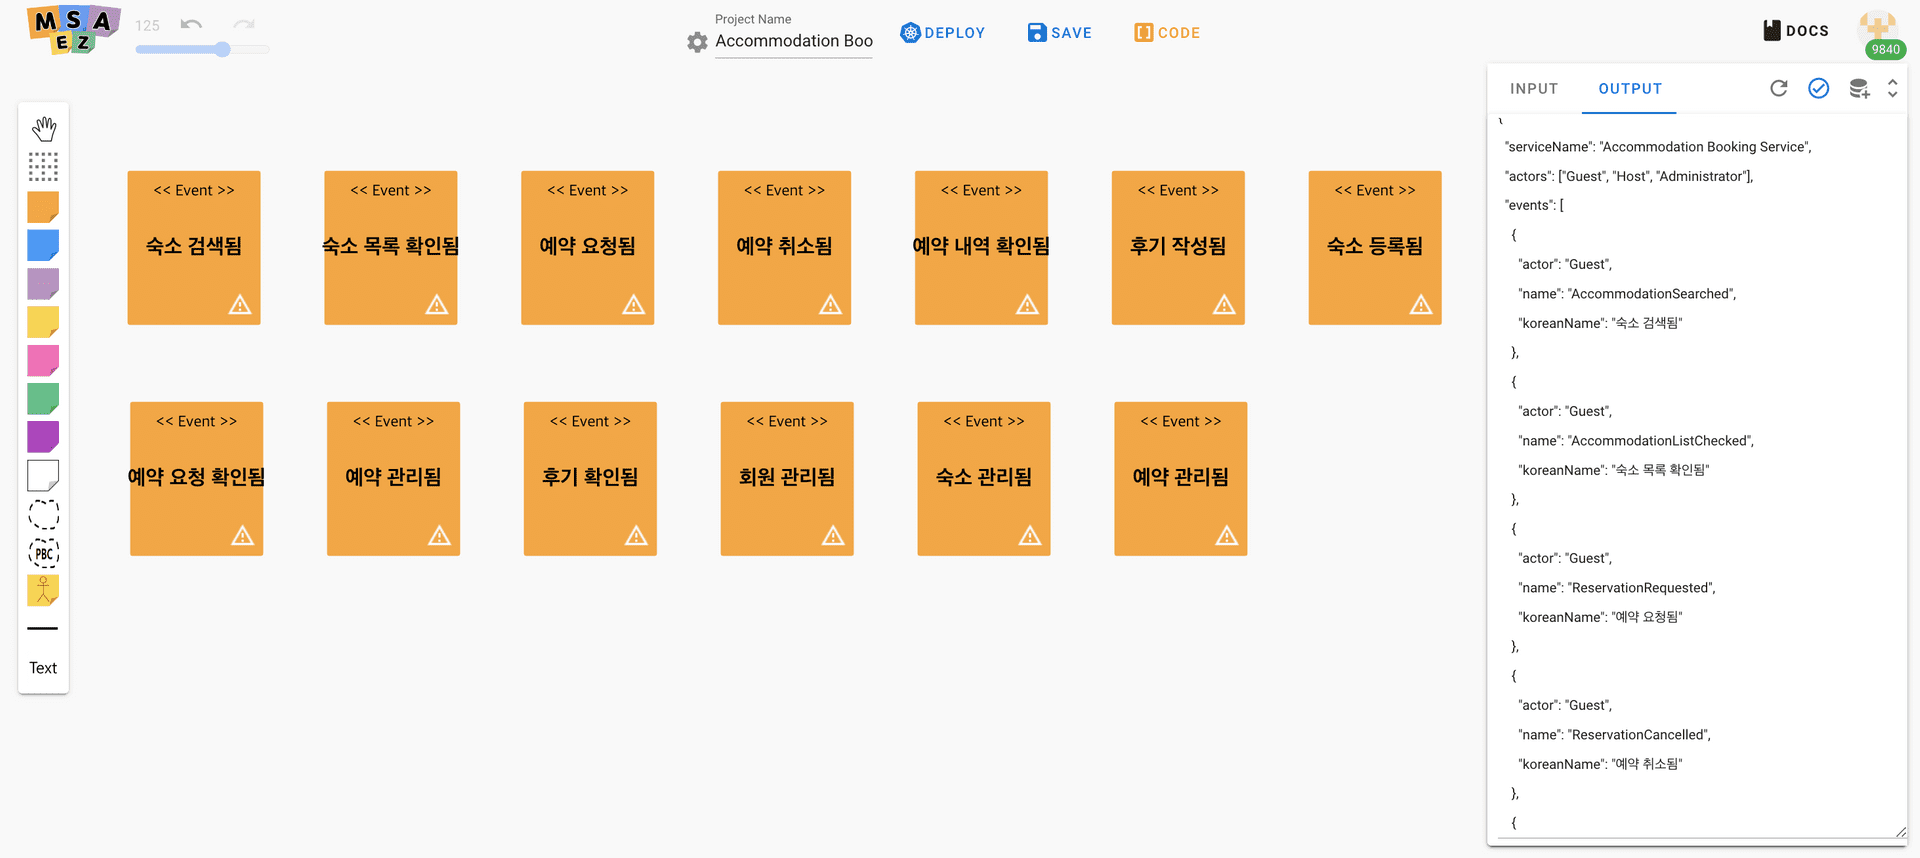 MSA
EZ
125
Project Name
Accommodation Boo
DEPLOY
SAVE
CODE
DOCS
9840
PBC
Text
<< Event >>
숙소 검색됨
<< Event >>
숙소 목록 확인됨
<< Event >>
예약 요청됨
<< Event >>
예약 취소됨
<< Event >>
예약 내역 확인됨
<< Event >>
후기 작성됨
<< Event >>
숙소 등록됨
<< Event >>
예약 요청 확인됨
<< Event >>
예약 관리됨
<< Event >>
후기 확인됨
<< Event >>
회원 관리됨
<< Event >>
숙소 관리됨
<< Event >>
예약 관리됨
INPUT
OUTPUT
{
"serviceName": "Accommodation Booking Service",
"actors": ["Guest", "Host", "Administrator"],
"events": [
{
"actor": "Guest",
"name": "AccommodationSearched",
"koreanName": "숙소 검색됨"
},
{
"actor": "Guest",
"name": "AccommodationListChecked",
"koreanName": "숙소 목록 확인됨"
},
{
"actor": "Guest",
"name": "ReservationRequested",
"koreanName": "예약 요청됨"
},
{
"actor": "Guest",
"name": "ReservationCancelled",
"koreanName": "예약 취소됨"
},
{